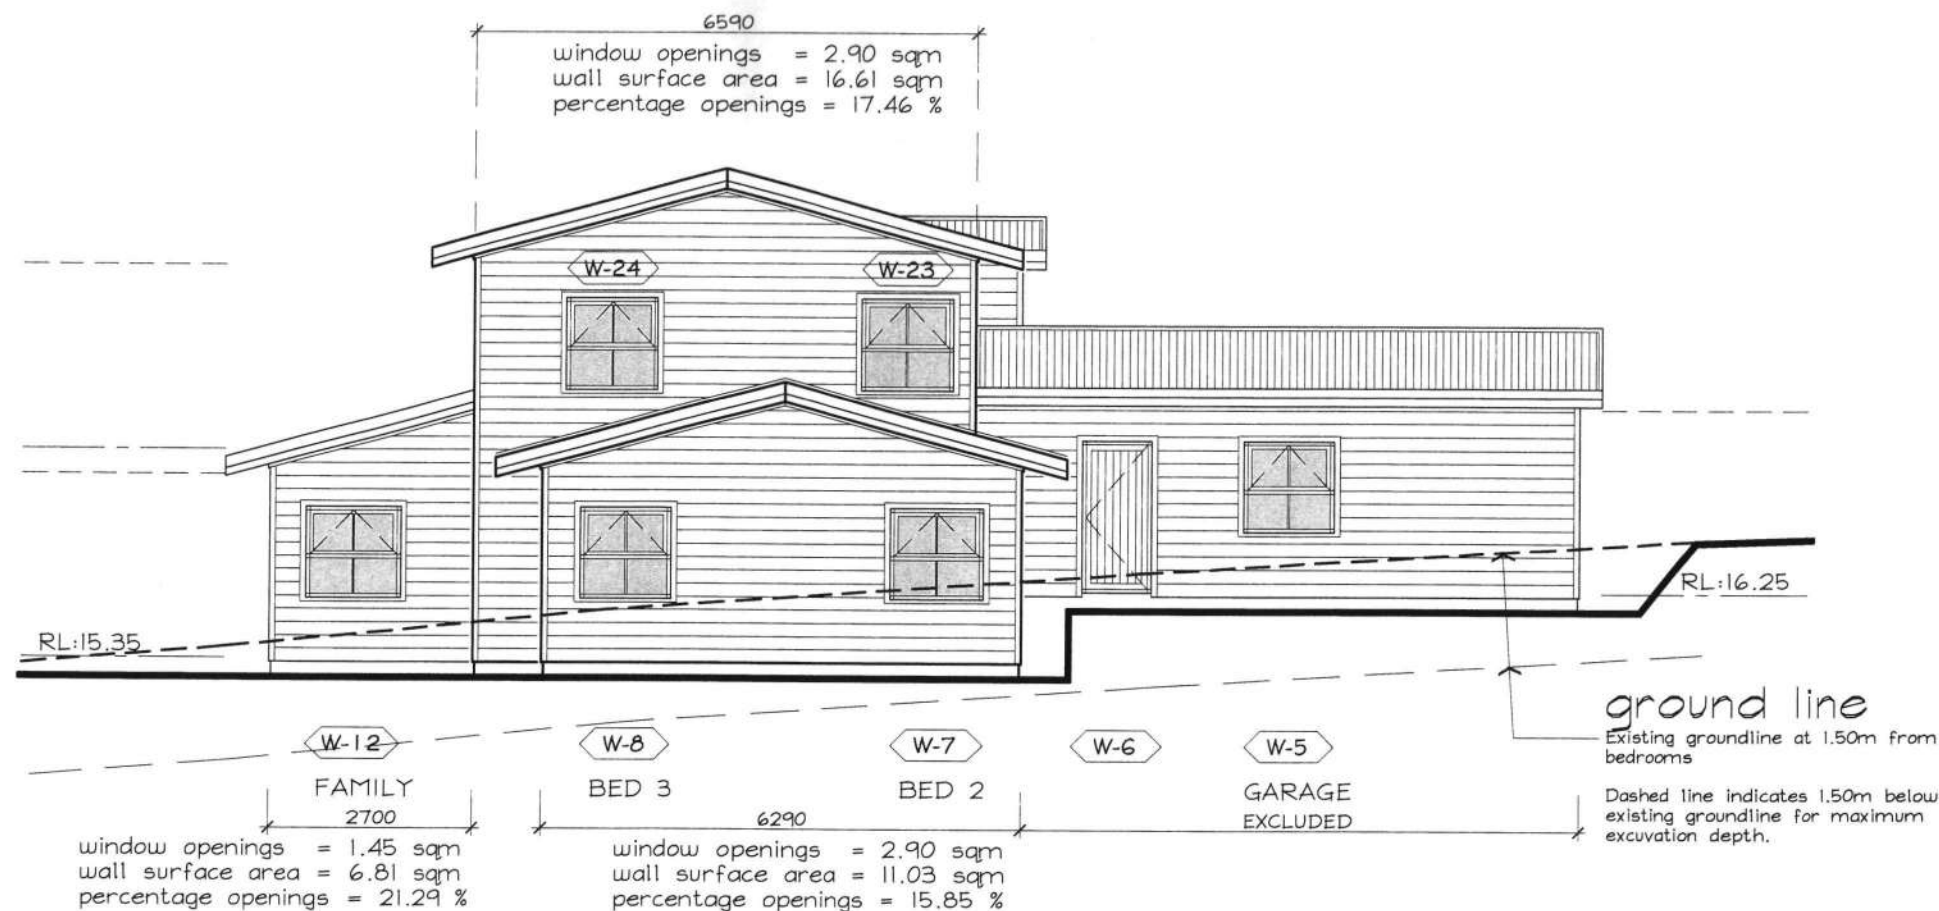 6590
window openings = 2.90 sqm
wall surface area = 16.61 sqm
percentage openings = 17.46 %
W-24
W-23
RL:15.35
RL:16.25
ground line
Existing groundline at 1.50m from
bedrooms
Dashed line indicates 1.50m below
existing groundline for maximum
excuvation depth.
W-12
W-8
W-7
W-6
W-5
FAMILY
BED 3
BED 2
GARAGE
EXCLUDED
2700
6290
window openings = 1.45 sqm
wall surface area = 6.81 sqm
percentage openings = 21.29 %
window openings = 2.90 sqm
wall surface area = 11.03 sqm
percentage openings = 15.85 %